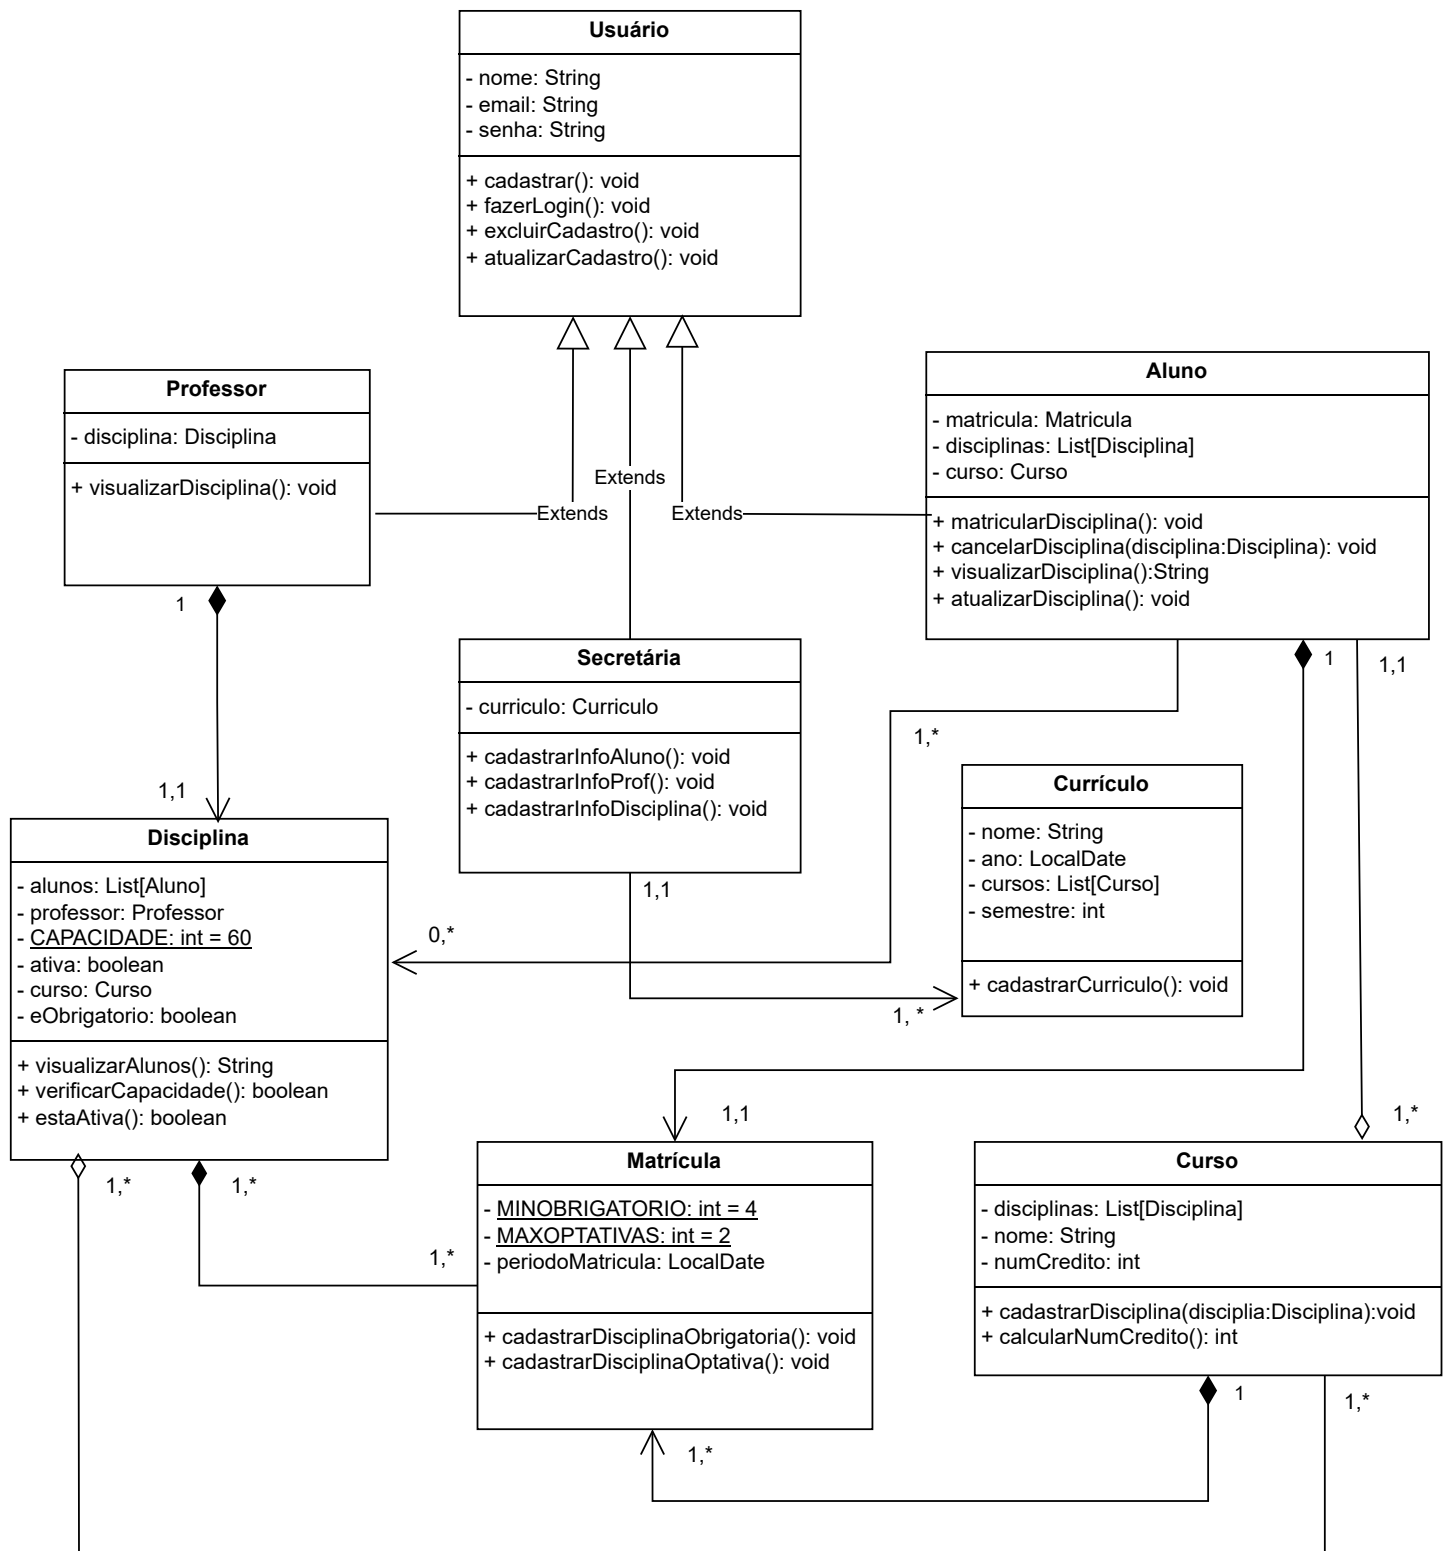 Usuário
- nome: String
- email: String
- senha: String
+ cadastrar(): void
+ fazerLogin(): void
+ excluirCadastro(): void
+ atualizarCadastro(): void
Professor
- disciplina: Disciplina
+ visualizarDisciplina(): void
Extends
Extends
Extends
Aluno
- matricula: Matricula
- disciplinas: List[Disciplina]
- curso: Curso
+ matricularDisciplina(): void
+ cancelarDisciplina(disciplina:Disciplina): void
+ visualizarDisciplina():String
+ atualizarDisciplina(): void
1
1,1
1
1,1
1,*
Secretária
- curriculo: Curriculo
+ cadastrarInfoAluno(): void
+ cadastrarInfoProf(): void
+ cadastrarInfoDisciplina(): void
1,1
0,*
1, *
Currículo
- nome: String
- ano: LocalDate
- cursos: List[Curso]
- semestre: int
+ cadastrarCurriculo(): void
Disciplina
- alunos: List[Aluno]
- professor: Professor
- CAPACIDADE: int = 60
- ativa: boolean
- curso: Curso
- eObrigatorio: boolean
+ visualizarAlunos(): String
+ verificarCapacidade(): boolean
+ estaAtiva(): boolean
1,*
1,*
1,*
1,1
1,*
Matrícula
- MINOBRIGATORIO: int = 4
- MAXOPTATIVAS: int = 2
- periodoMatricula: LocalDate
+ cadastrarDisciplinaObrigatoria(): void
+ cadastrarDisciplinaOptativa(): void
1,*
Curso
- disciplinas: List[Disciplina]
- nome: String
- numCredito: int
+ cadastrarDisciplina(disciplia:Disciplina):void
+ calcularNumCredito(): int
1
1,*